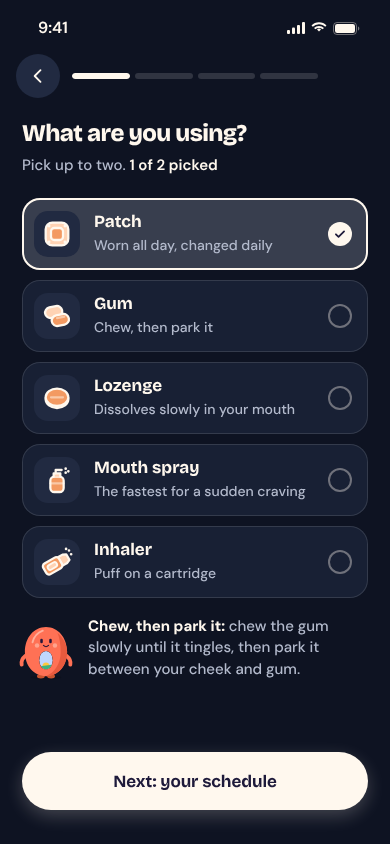 9:41
What are you using?
Pick up to two. 1 of 2 picked
Patch
Worn all day, changed daily
Gum
Chew, then park it
Lozenge
Dissolves slowly in your mouth
Mouth spray
The fastest for a sudden craving
Inhaler
Puff on a cartridge
Chew, then park it: chew the gum
slowly until it tingles, then park it
between your cheek and gum.
Next: your schedule